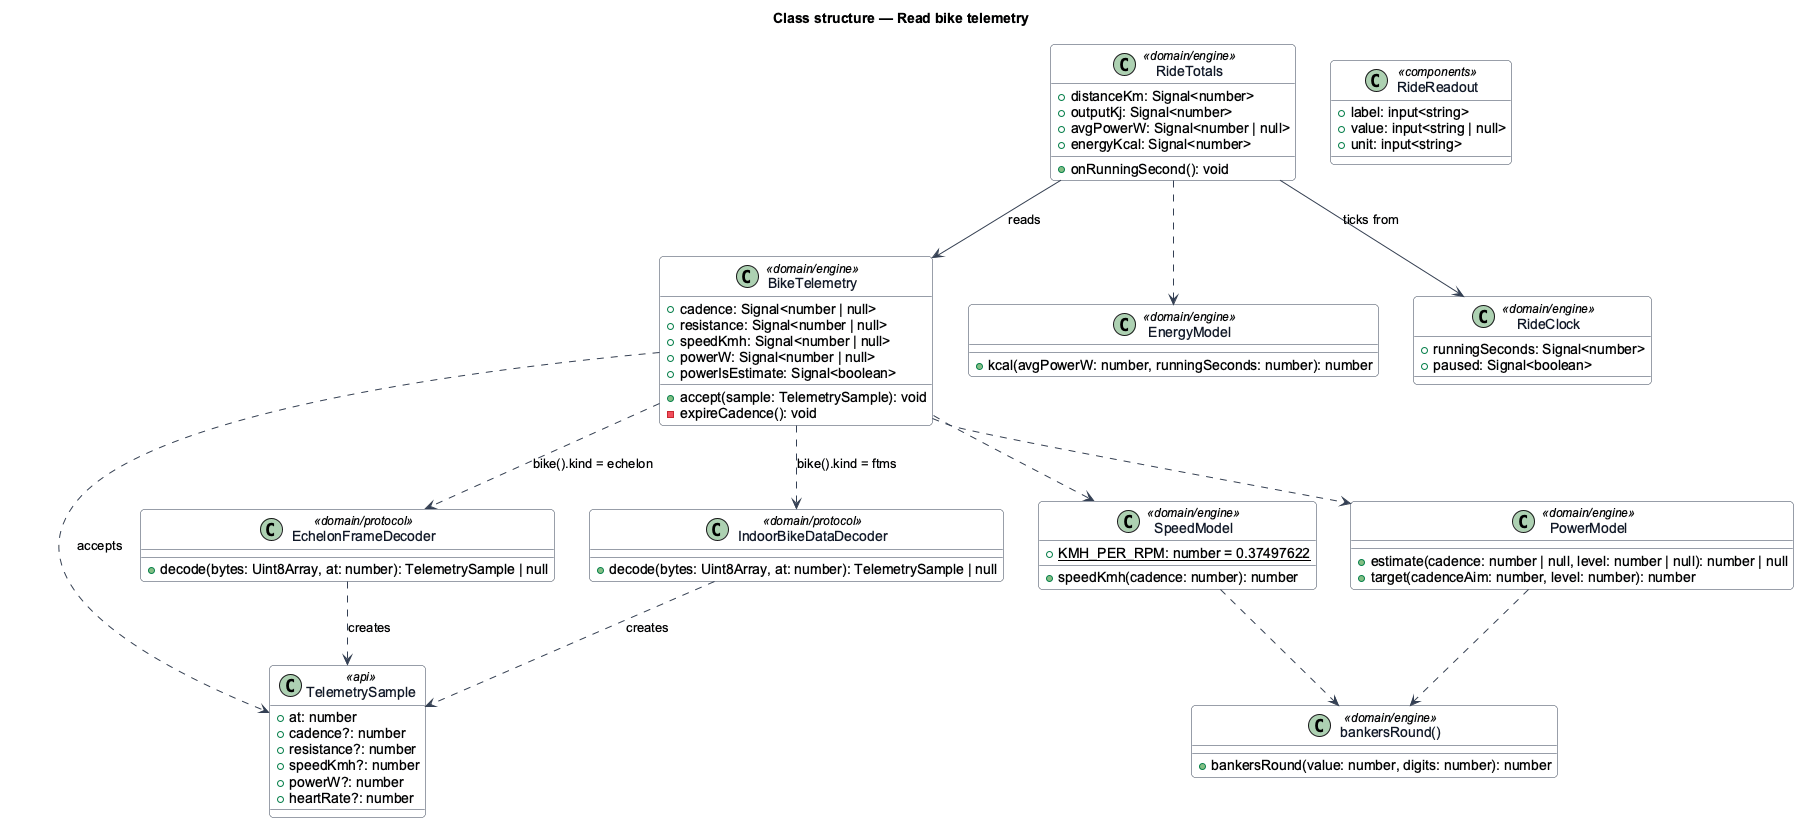 Class structure — Read bike telemetry
C «domain/engine»
RideTotals
distanceKm: Signal<number>
outputKj: Signal<number>
avgPowerW: Signal<number | null>
energyKcal: Signal<number>
onRunningSecond(): void
C «components»
RideReadout
label: input<string>
value: input<string | null>
unit: input<string>
reads
ticks from
C «domain/engine»
BikeTelemetry
cadence: Signal<number | null>
resistance: Signal<number | null>
speedKmh: Signal<number | null>
powerW: Signal<number | null>
powerIsEstimate: Signal<boolean>
accept(sample: TelemetrySample): void
expireCadence(): void
C «domain/engine»
EnergyModel
kcal(avgPowerW: number, runningSeconds: number): number
C «domain/engine»
RideClock
runningSeconds: Signal<number>
paused: Signal<boolean>
bike().kind = echelon
bike().kind = ftms
accepts
C «domain/protocol»
EchelonFrameDecoder
decode(bytes: Uint8Array, at: number): TelemetrySample | null
C «domain/protocol»
IndoorBikeDataDecoder
decode(bytes: Uint8Array, at: number): TelemetrySample | null
C «domain/engine»
SpeedModel
KMH_PER_RPM: number = 0.37497622
speedKmh(cadence: number): number
C «domain/engine»
PowerModel
estimate(cadence: number | null, level: number | null): number | null
target(cadenceAim: number, level: number): number
creates
creates
C «api»
TelemetrySample
at: number
cadence?: number
resistance?: number
speedKmh?: number
powerW?: number
heartRate?: number
C «domain/engine»
bankersRound()
bankersRound(value: number, digits: number): number